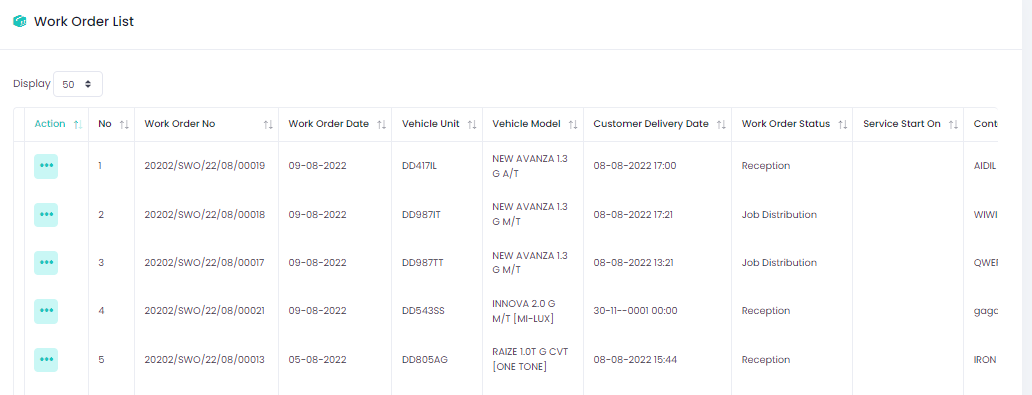 Work Order List
Display 50
Action No Work Order No Work Order Date Vehicle Unit Vehicle Model Customer Delivery Date Work Order Status Service Start On Cont
1 20202/SWO/22/08/00019 09-08-2022 DD417IL NEW AVANZA 1.3 08-08-2022 17:00 Reception AIDIL
G A/T
2 20202/SWO/22/08/00018 09-08-2022 DD987IT NEW AVANZA 1.3 08-08-2022 17:21 Job Distribution WIWI
G M/T
3 20202/SWO/22/08/00017 09-08-2022 DD987TT NEW AVANZA 1.3 08-08-2022 13:21 Job Distribution QWER
G M/T
4 20202/SWO/22/08/00021 09-08-2022 DD543SS INNOVA 2.0 G 30-11--0001 00:00 Reception gagc
M/T [MI-LUX]
5 20202/SWO/22/08/00013 05-08-2022 DD805AG RAIZE 1.0T G CVT 08-08-2022 15:44 Reception IRON
[ONE TONE]